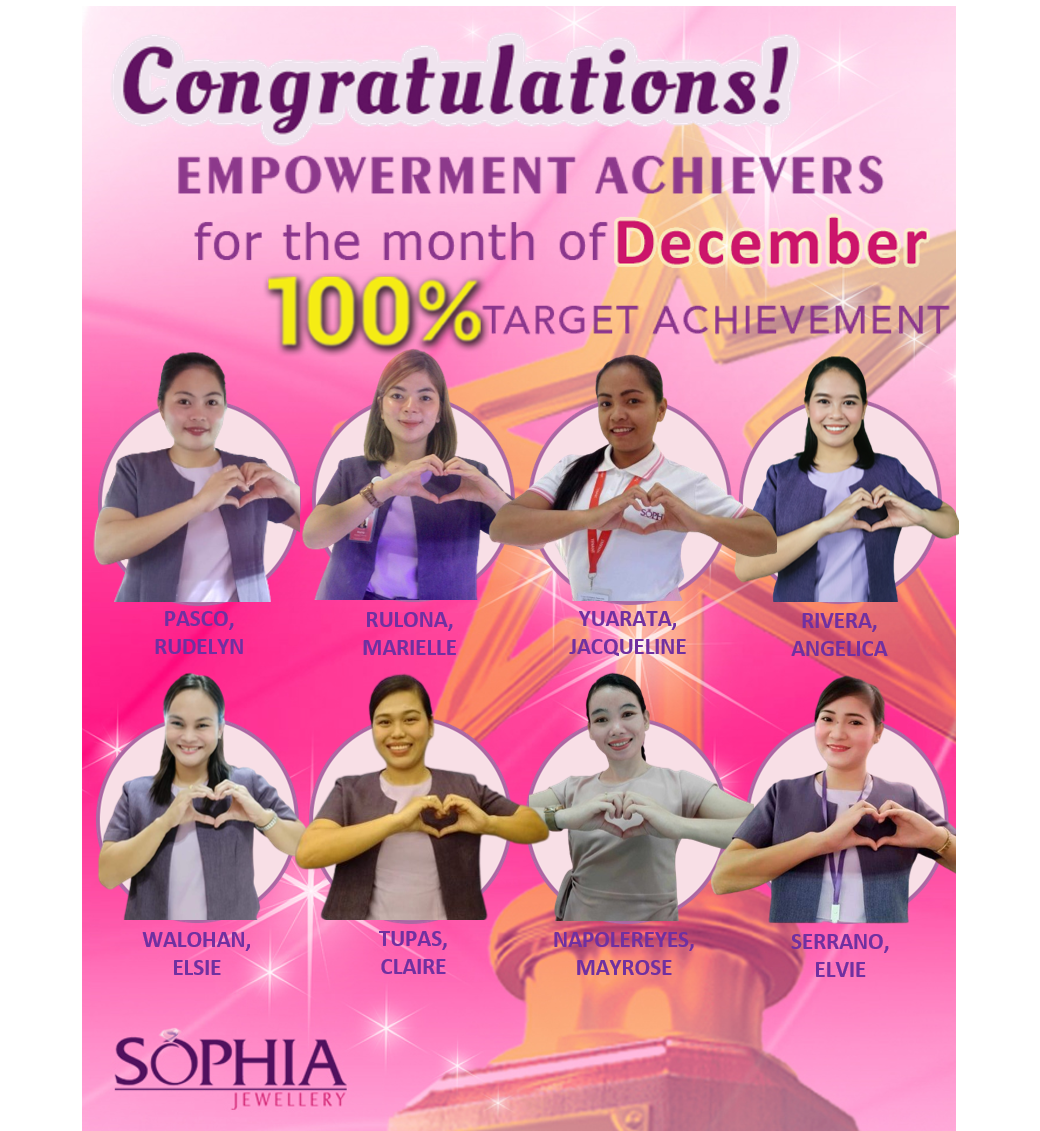 Congratulations!
EMPOWERMENT ACHIEVERS
for the month of December
100% TARGET ACHIEVEMENT
PASCO,
RUDELYN
RULONA,
MARIELLE
SOPHI
YUARATA,
JACQUELINE
RIVERA,
ANGELICA
WALOHAN,
ELSIE
TUPAS,
CLAIRE
NAPOLEREYES,
MAYROSE
SERRANO,
ELVIE
SOPHIA
JEWELLERY